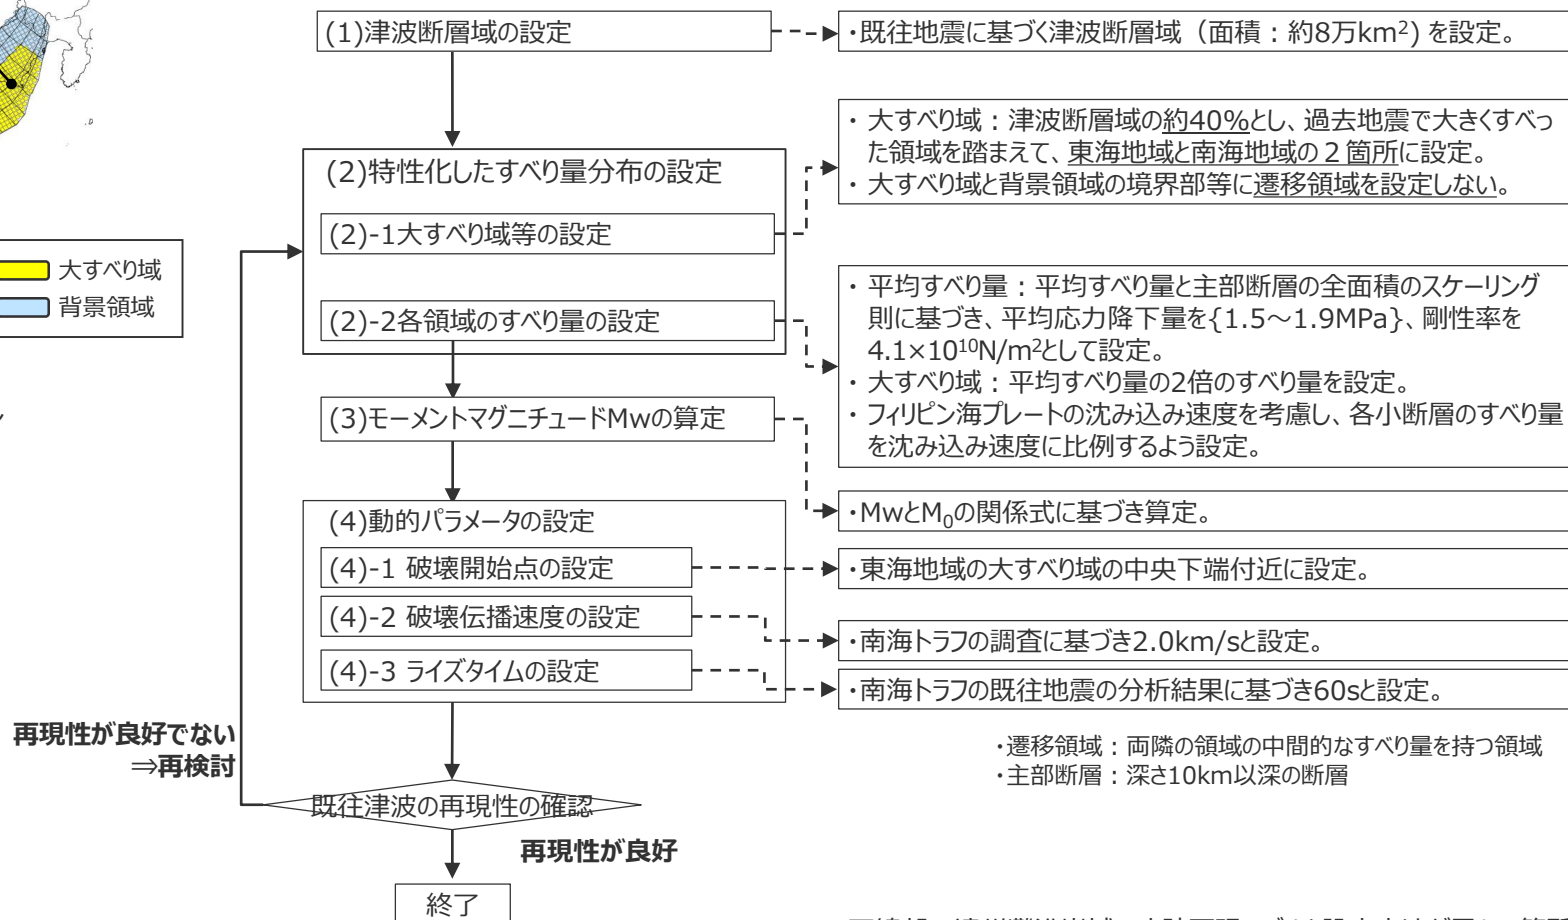 (1)津波断層域の設定
・既往地震に基づく津波断層域（面積：約8万km²) を設定。
・ 大すべり域：津波断層域の約40%とし、過去地震で大きくすべっ
た領域を踏まえて、東海地域と南海地域の２箇所に設定。
・ 大すべり域と背景領域の境界部等に遷移領域を設定しない。
(2)特性化したすべり量分布の設定
(2)-1大すべり域等の設定
(2)-2各領域のすべり量の設定
大すべり域
背景領域
・ 平均すべり量：平均すべり量と主部断層の全面積のスケーリング
則に基づき、平均応力降下量を{1.5～1.9MPa}、剛性率を
4.1×10¹⁰N/m²として設定。
・ 大すべり域：平均すべり量の2倍のすべり量を設定。
・ フィリピン海プレートの沈み込み速度を考慮し、各小断層のすべり量
を沈み込み速度に比例するよう設定。
(3)モーメントマグニチュードMwの算定
・MwとM₀の関係式に基づき算定。
(4)動的パラメータの設定
(4)-1 破壊開始点の設定
・東海地域の大すべり域の中央下端付近に設定。
(4)-2 破壊伝播速度の設定
・南海トラフの調査に基づき2.0km/sと設定。
(4)-3 ライズタイムの設定
・南海トラフの既往地震の分析結果に基づき60sと設定。
・遷移領域：両隣の領域の中間的なすべり量を持つ領域
・主部断層：深さ10km以深の断層
再現性が良好でない
⇒再検討
既往津波の再現性の確認
再現性が良好
終了